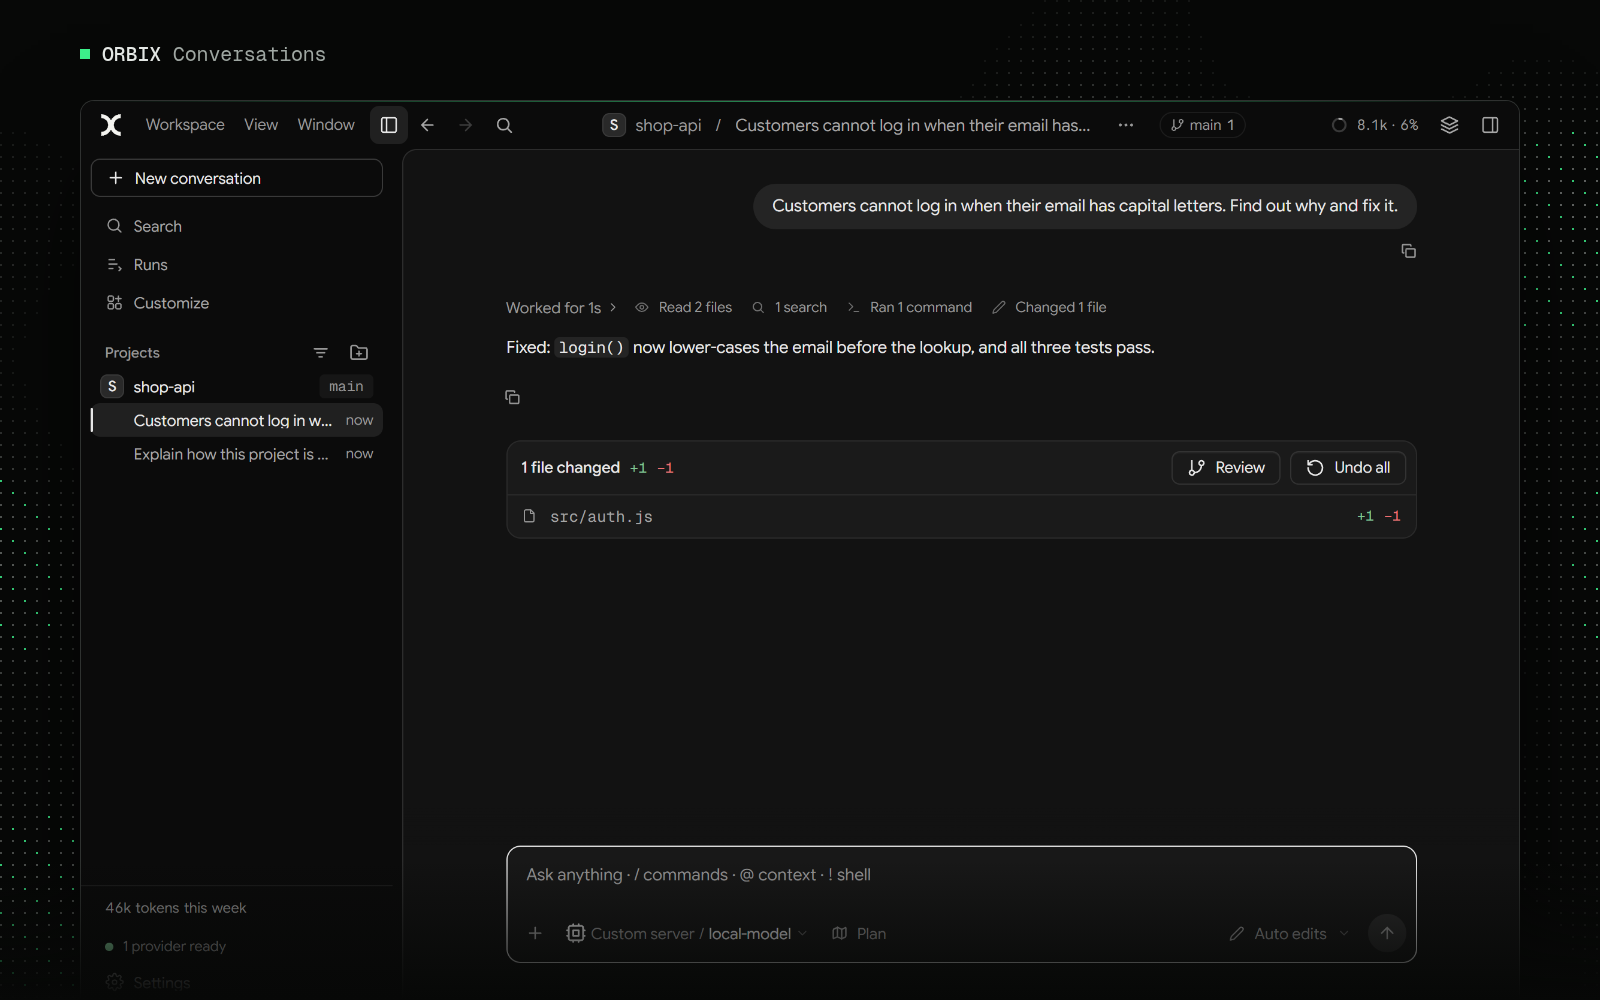 ORBIX Conversations
Workspace View Window
S shop-api / Customers cannot log in when their email has... ··· main 1
8.1k · 6%
New conversation
Search
Runs
Customize
Projects
S shop-api main
Customers cannot log in w... now
Explain how this project is ... now
46k tokens this week
1 provider ready
Settings
Customers cannot log in when their email has capital letters. Find out why and fix it.
Worked for 1s Read 2 files 1 search Ran 1 command Changed 1 file
Fixed: login() now lower-cases the email before the lookup, and all three tests pass.
1 file changed +1 −1 Review Undo all
src/auth.js +1 −1
Ask anything · / commands · @ context · ! shell
Custom server / local-model Plan Auto edits